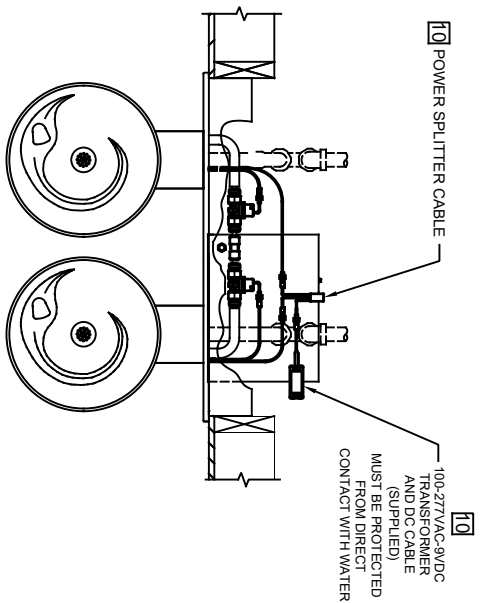 10 POWER SPLITTER CABLE
10
100-277VAC-9VDC
TRANSFORMER
AND DC CABLE
(SUPPLIED)
MUST BE PROTECTED
FROM DIRECT
CONTACT WITH WATER